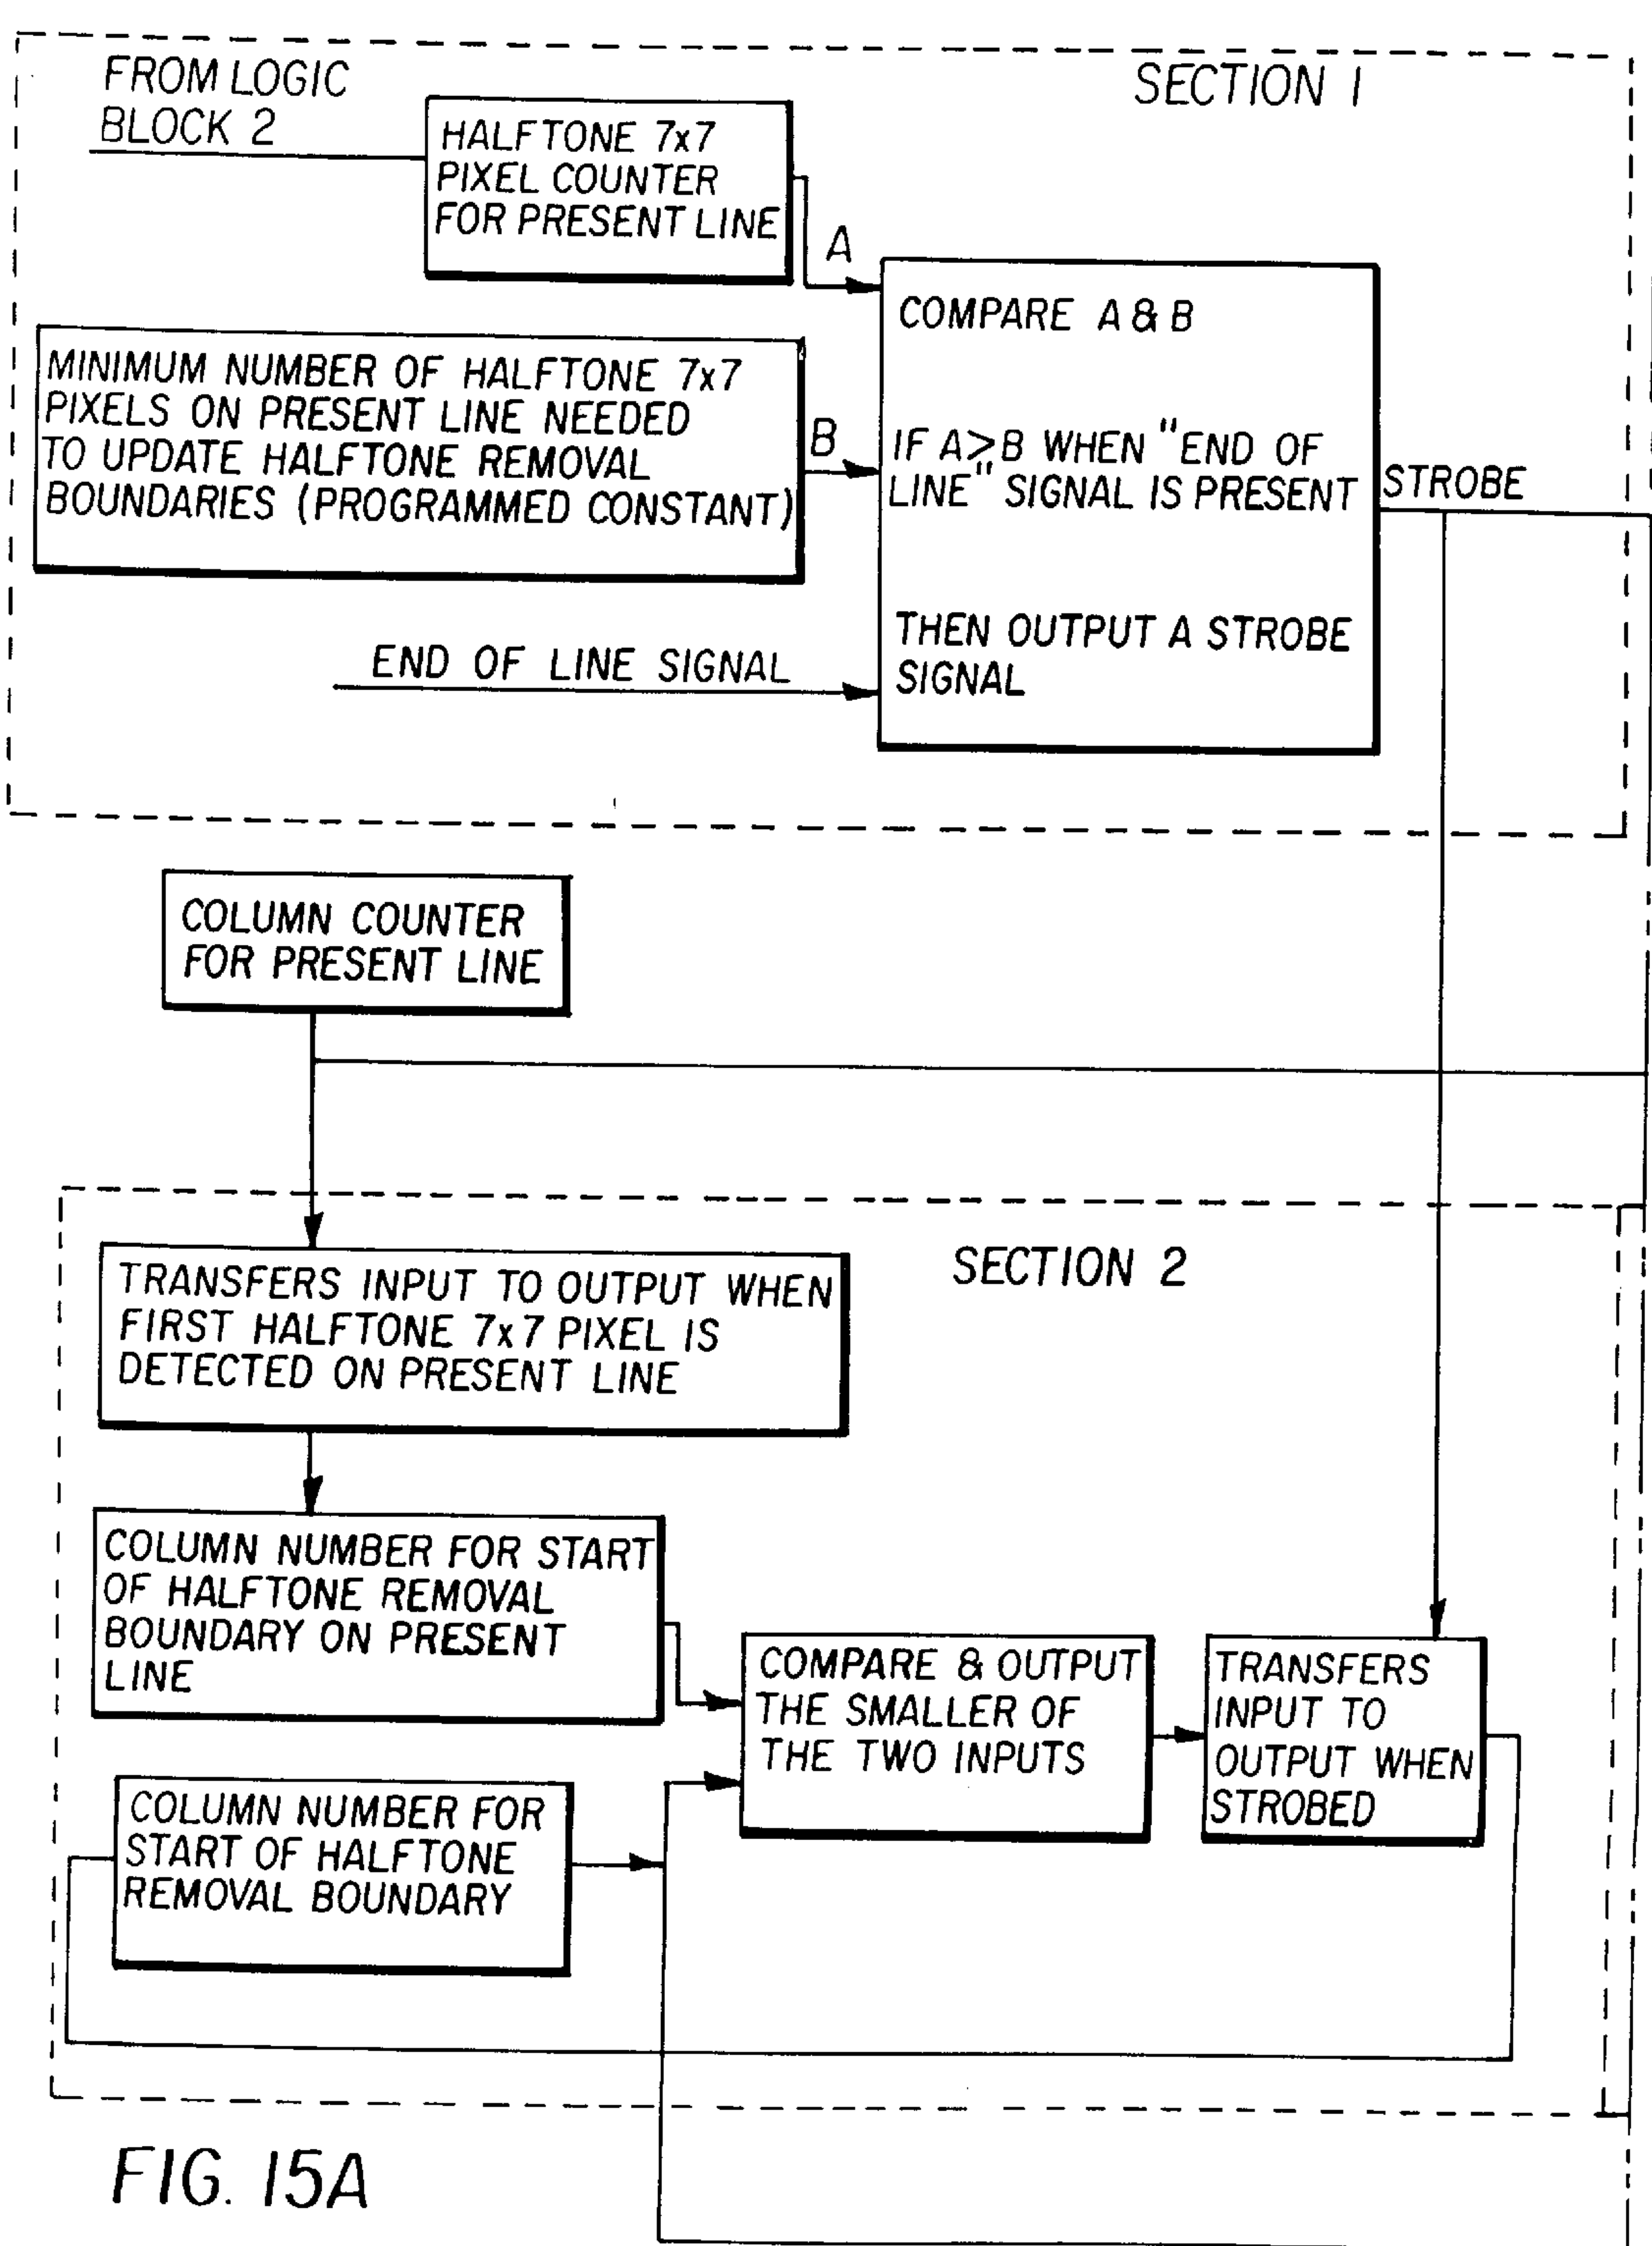 FROM LOGIC
BLOCK 2
SECTION 1
HALFTONE 7x7
PIXEL COUNTER
FOR PRESENT LINE
A
MINIMUM NUMBER OF HALFTONE 7x7
PIXELS ON PRESENT LINE NEEDED
TO UPDATE HALFTONE REMOVAL
BOUNDARIES (PROGRAMMED CONSTANT)
B
COMPARE A & B
IF A>B WHEN "END OF
LINE" SIGNAL IS PRESENT
THEN OUTPUT A STROBE
SIGNAL
STROBE
END OF LINE SIGNAL
COLUMN COUNTER
FOR PRESENT LINE
SECTION 2
TRANSFERS INPUT TO OUTPUT WHEN
FIRST HALFTONE 7x7 PIXEL IS
DETECTED ON PRESENT LINE
COLUMN NUMBER FOR START
OF HALFTONE REMOVAL
BOUNDARY ON PRESENT
LINE
COMPARE & OUTPUT
THE SMALLER OF
THE TWO INPUTS
TRANSFERS
INPUT TO
OUTPUT WHEN
STROBED
COLUMN NUMBER FOR
START OF HALFTONE
REMOVAL BOUNDARY
FIG. 15A